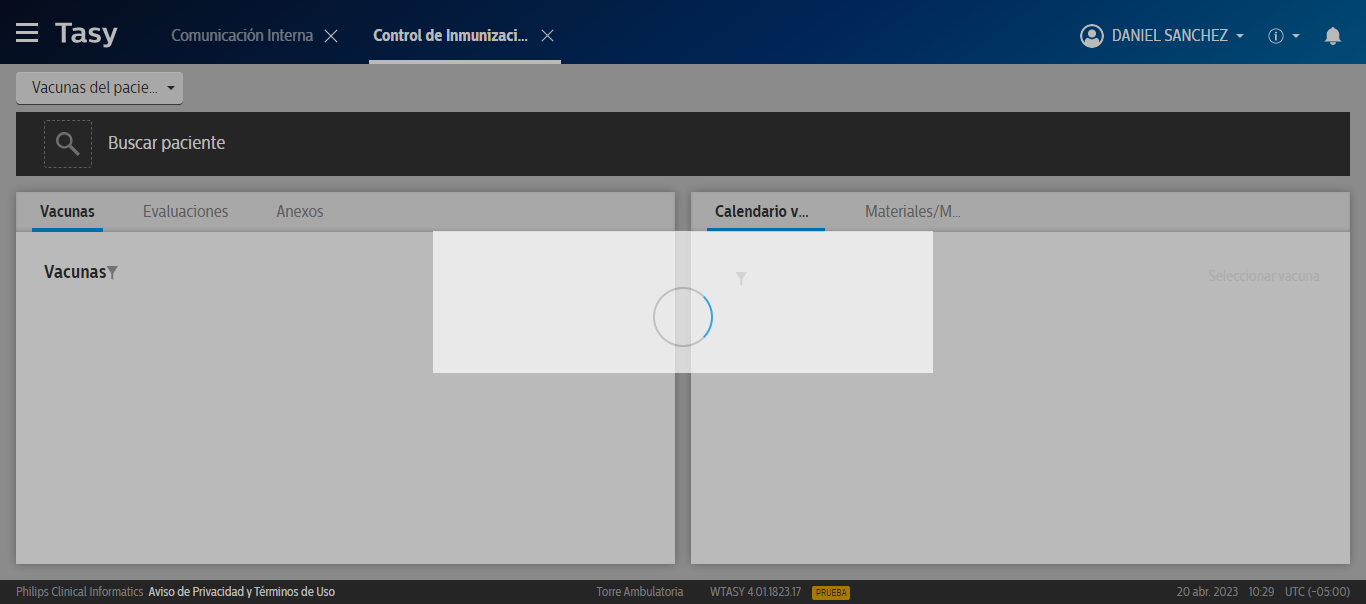 Tasy Comunicación Interna Control de Inmunizaci... DANIEL SANCHEZ
Vacunas del pacie...
Buscar paciente
Vacunas Evaluaciones Anexos Calendario v... Materiales/M...
Vacunas Seleccionar vacuna
Philips Clinical Informatics Aviso de Privacidad y Términos de Uso Torre Ambulatoria WTASY 4.01.1823.17 PRUEBA 20 abr. 2023 10:29 UTC (-05:00)